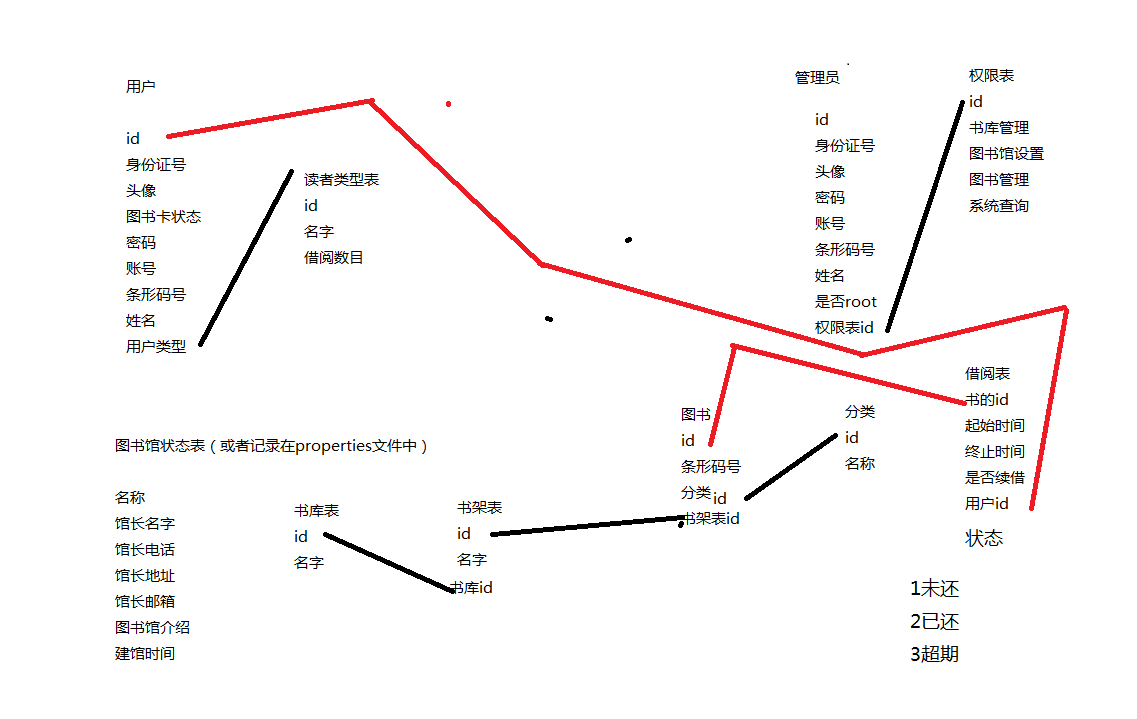 用户
id
身份证号
头像
图书卡状态
密码
账号
条形码号
姓名
用户类型
读者类型表
id
名字
借阅数目
管理员
id
身份证号
头像
密码
账号
条形码号
姓名
是否root
权限表id
权限表
id
书库管理
图书馆设置
图书管理
系统查询
图书馆状态表（或者记录在properties文件中）
名称
馆长名字
馆长电话
馆长地址
馆长邮箱
图书馆介绍
建馆时间
书库表
id
名字
书架表
id
名字
书库id
图书
id
条形码号
分类id
书架表id
分类
id
名称
借阅表
书的id
起始时间
终止时间
是否续借
用户id
状态
1未还
2已还
3超期